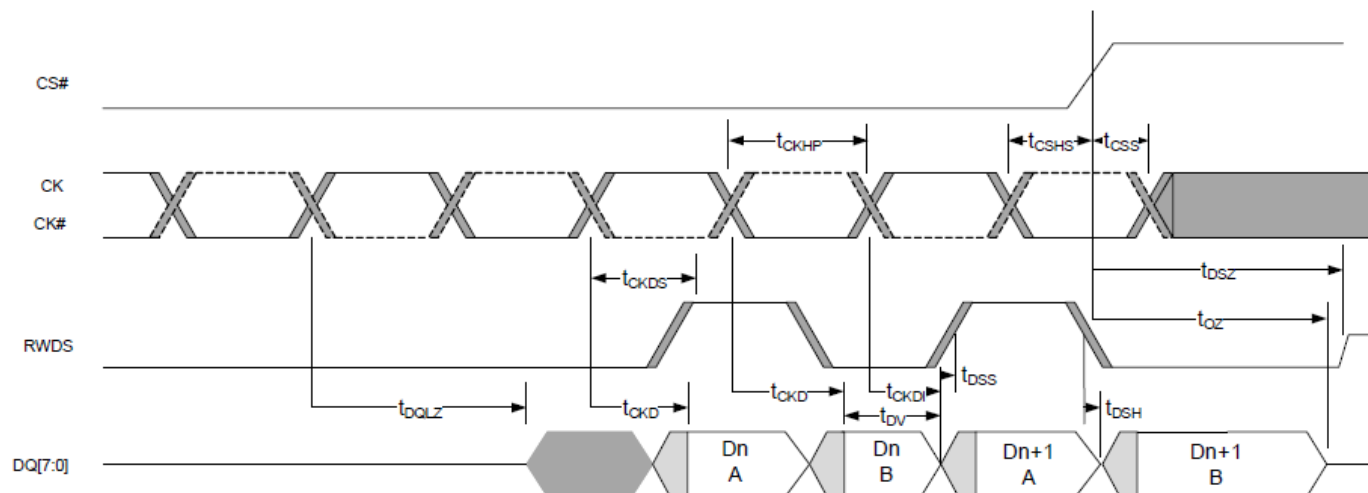 CS#
tCKHP
tCSHS
tCSS
CK
CK#
tCKDS
tDSZ
tOZ
RWDS
tDSS
tCKD
tCKDI
tDQLZ
tCKD
tDV
tDSH
DQ[7:0]
Dn
A
Dn
B
Dn+1
A
Dn+1
B